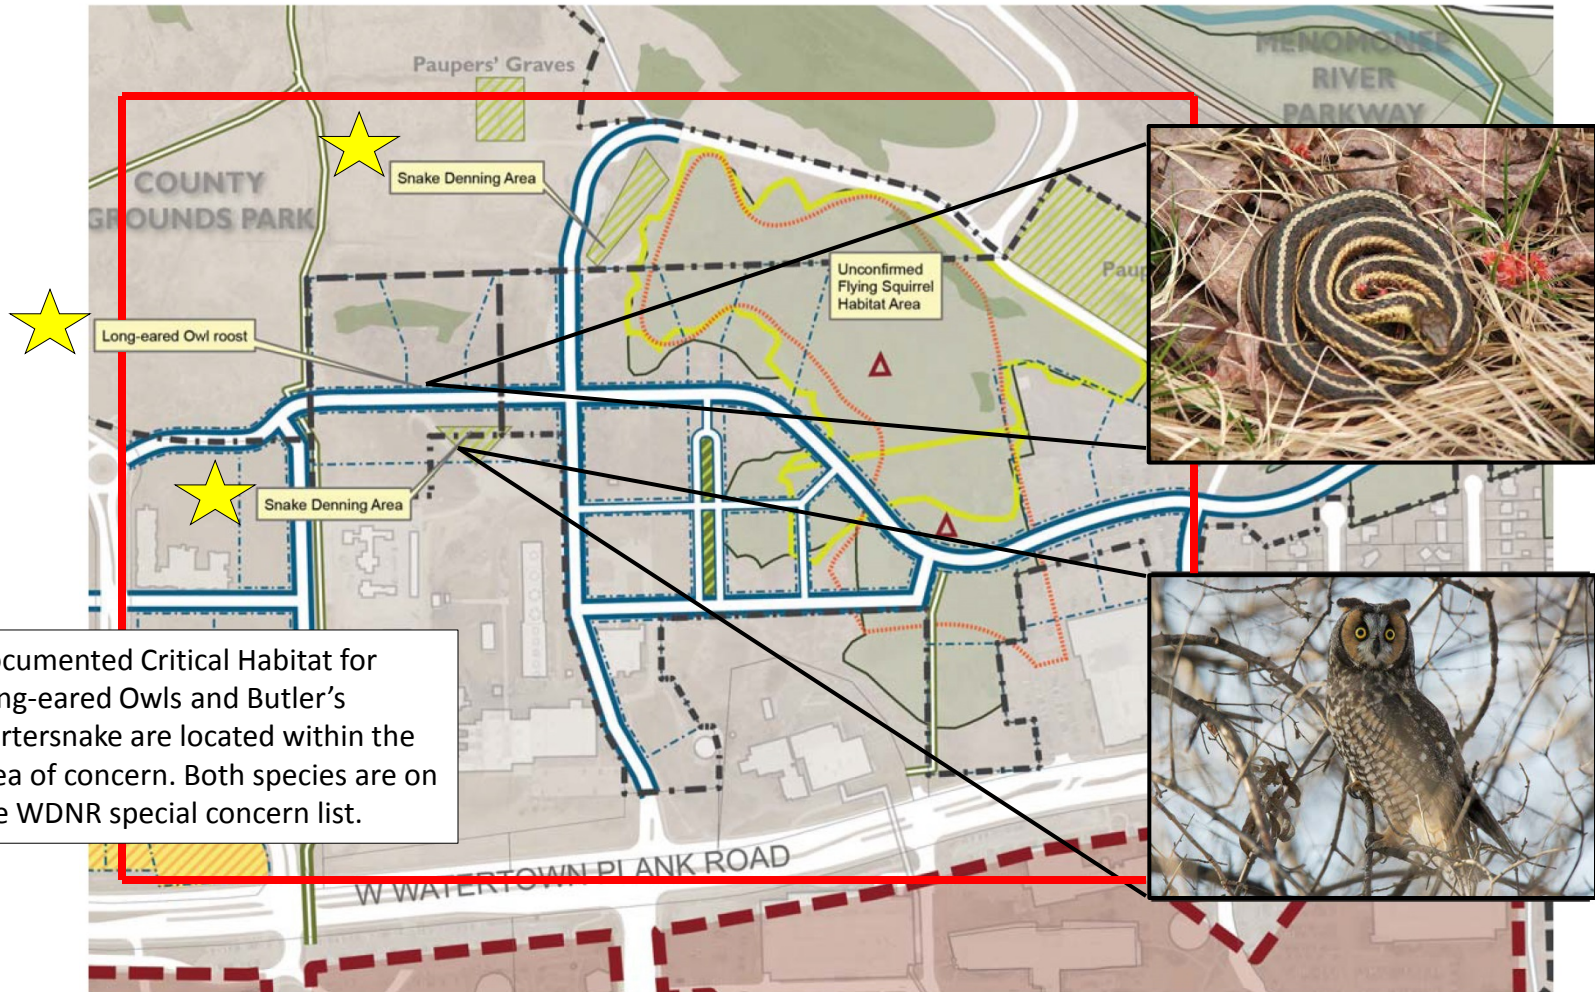 MENOMONEE
RIVER
PARKWAY
Paupers' Graves
COUNTY
GROUNDS PARK
Snake Denning Area
Unconfirmed
Flying Squirrel
Habitat Area
Paup
Long-eared Owl roost
Snake Denning Area
ocumented Critical Habitat for
ng-eared Owls and Butler's
rtersnake are located within the
ea of concern. Both species are on
e WDNR special concern list.
W WATERTOWN PLANK ROAD